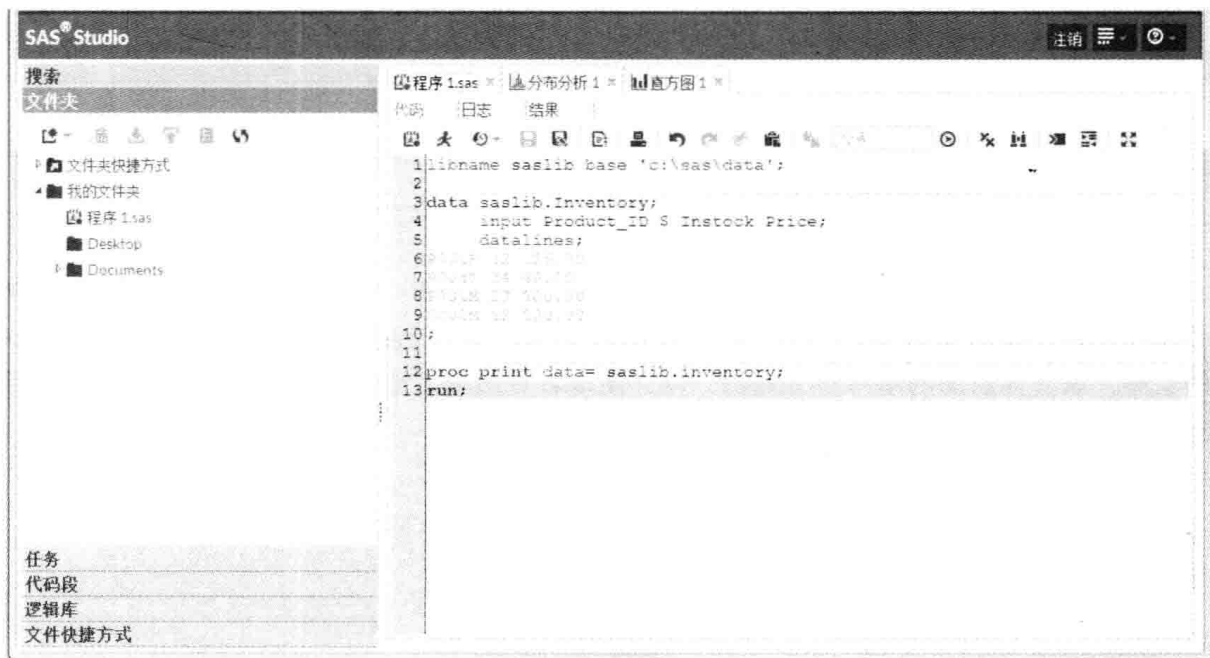 SAS® Studio
注销
搜索
文件夹
文件夹快捷方式
我的文件夹
程序 1.sas
Desktop
Documents
任务
代码段
逻辑库
文件快捷方式
程序 1.sas × 分布分析 1 × 直方图 1 ×
代码 日志 结果
1 libname saslib base 'c:\sas\data';
2
3 data saslib.Inventory;
4 input Product_ID $ Instock Price;
5 datalines;
6
7
8
9
10 ;
11
12 proc print data= saslib.inventory;
13 run;